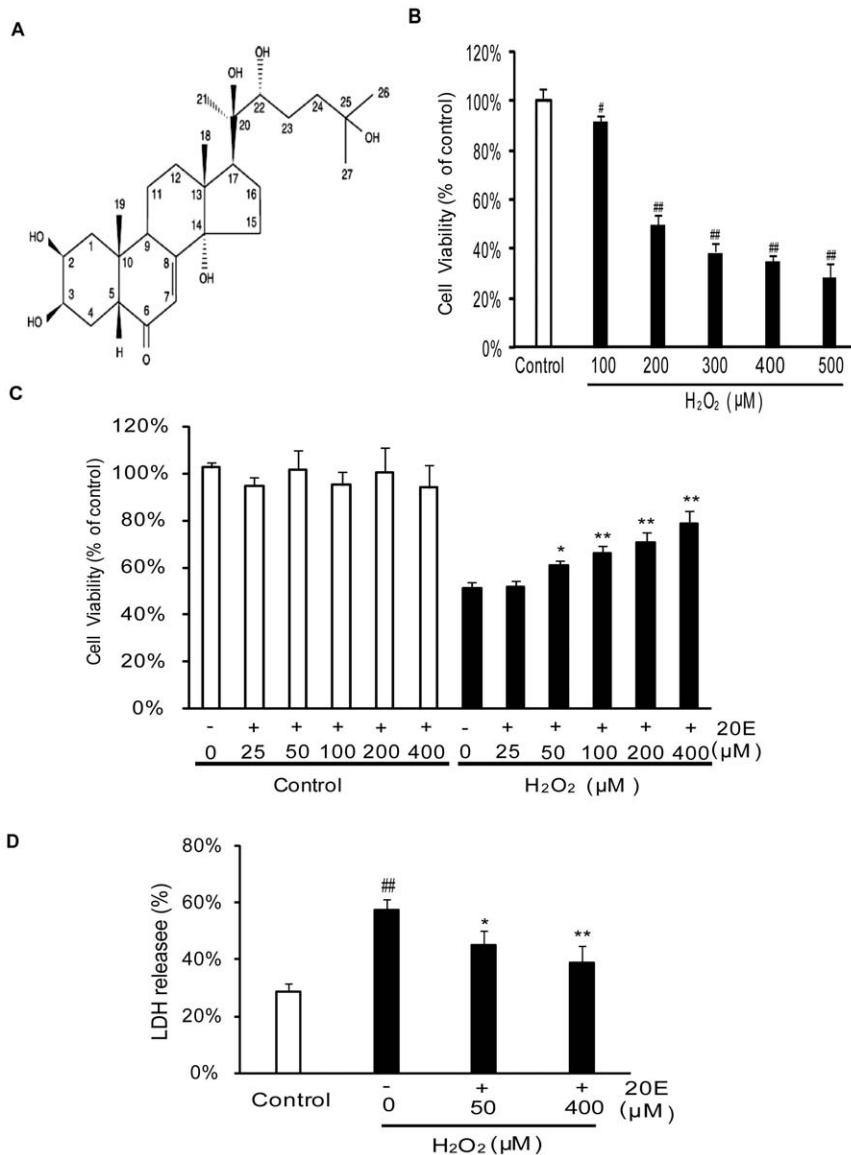 A
OH
OH
21
20
22
24
25
26
23
OH
18
27
12
17
11
13
16
19
14
15
1
9
HO
2
10
8
OH
3
5
7
HO
4
6
H
O
B
120%
100%
80%
60%
40%
20%
0%
Cell Viability (% of control)
#
##
##
##
##
Control 100 200 300 400 500
H₂O₂ (µM)
C
120%
100%
80%
60%
40%
20%
0%
Cell Viability (% of control)
* ** ** **
- + + + + + - + + + + + 20E
0 25 50 100 200 400 0 25 50 100 200 400 (µM)
Control H₂O₂ (µM )
D
80%
60%
40%
20%
0%
LDH releasee (%)
##
*
**
- + + 20E
Control 0 50 400 (µM)
H₂O₂ (µM)